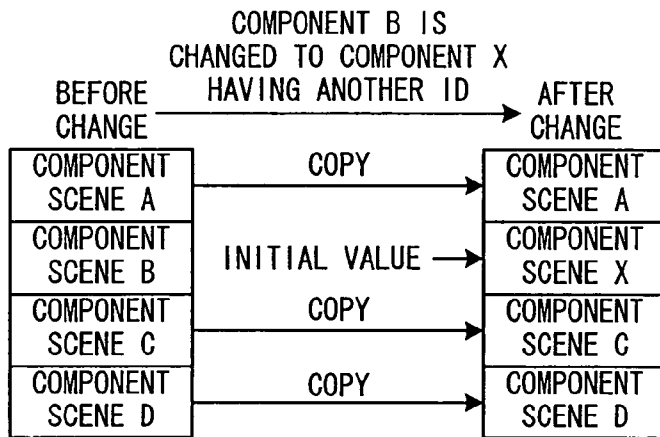 COMPONENT B IS
CHANGED TO COMPONENT X
HAVING ANOTHER ID
BEFORE
CHANGE
AFTER
CHANGE
COMPONENT
SCENE A
COPY
COMPONENT
SCENE A
COMPONENT
SCENE B
INITIAL VALUE
COMPONENT
SCENE X
COMPONENT
SCENE C
COPY
COMPONENT
SCENE C
COMPONENT
SCENE D
COPY
COMPONENT
SCENE D